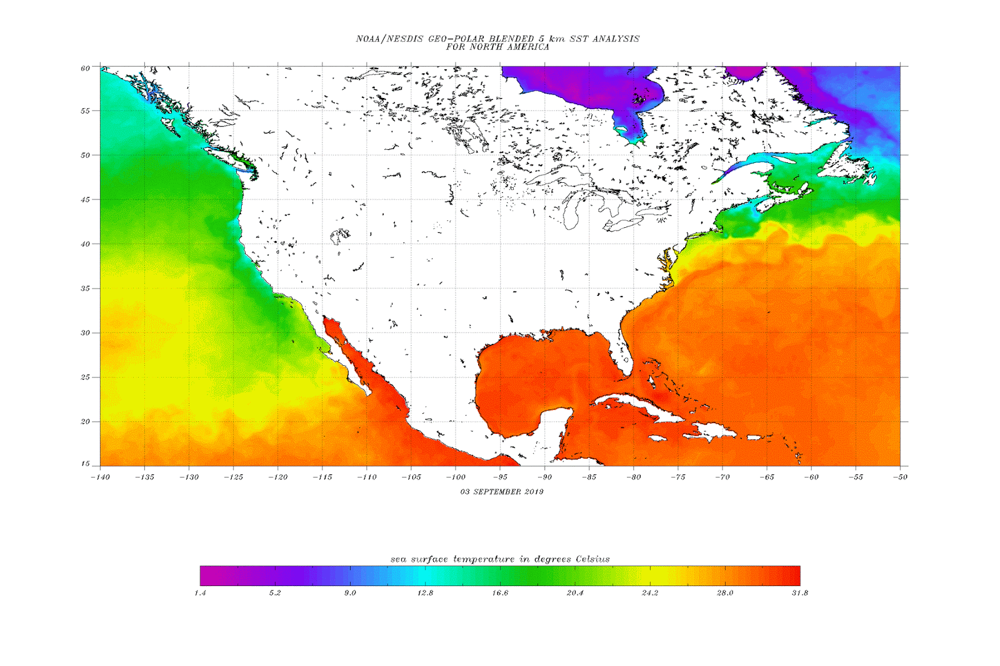 NOAA/NESDIS GEO-POLAR BLENDED 5 km SST ANALYSIS
FOR NORTH AMERICA
60
55
50
45
40
35
30
25
20
15
-140 -135 -130 -125 -120 -115 -110 -105 -100 -95 -90 -85 -80 -75 -70 -65 -60 -55 -50
03 SEPTEMBER 2019
sea surface temperature in degrees Celsius
1.4 5.2 9.0 12.8 16.6 20.4 24.2 28.0 31.8